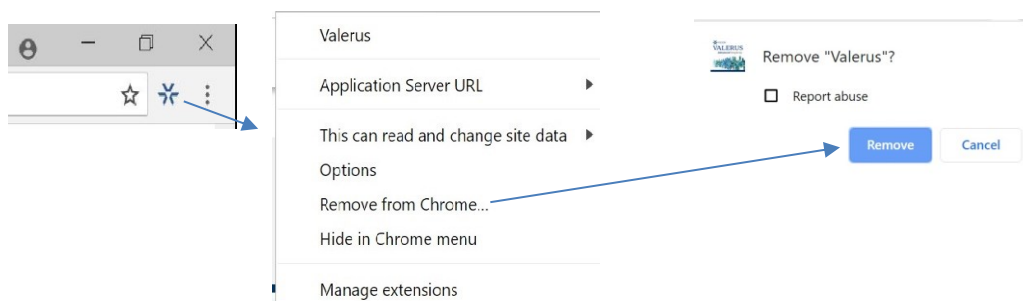 Valerus
Application Server URL
This can read and change site data
Options
Remove from Chrome...
Hide in Chrome menu
Manage extensions
VALERUS
Remove "Valerus"?
Report abuse
Remove
Cancel